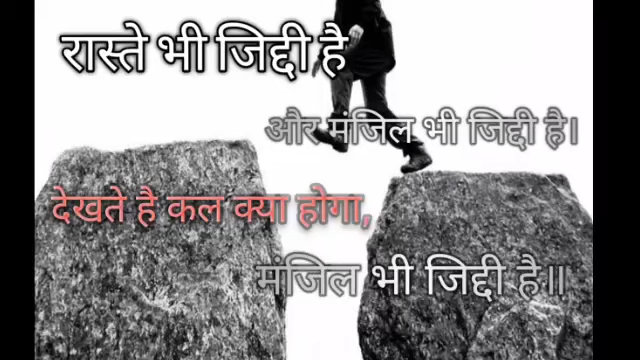 रास्ते भी जिद्दी है
और मंजिल भी जिद्दी है।
देखते है कल क्या होगा,
मंजिल भी जिद्दी है॥